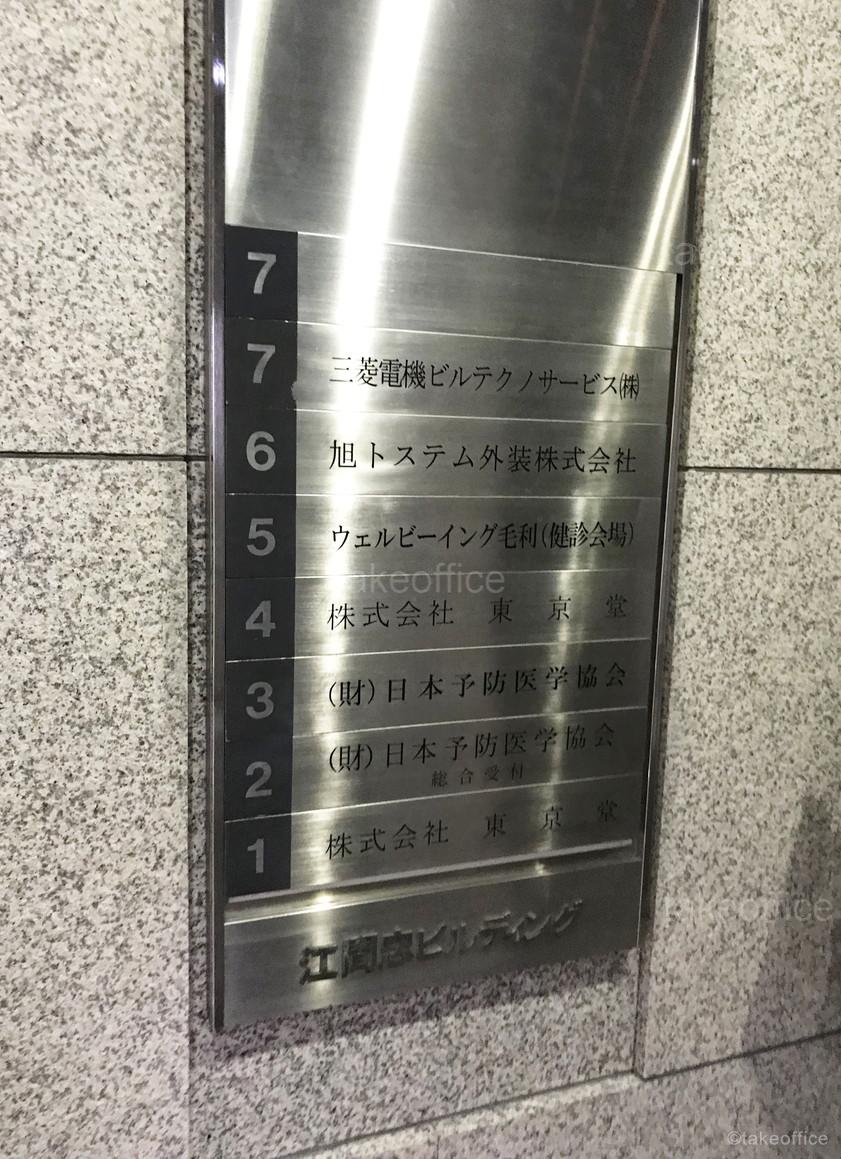 7
7 三菱電機ビルテクノサービス㈱
6 旭トステム外装株式会社
5 ウェルビーイング毛利(健診会場)
takeoffice
4 株式会社 東京堂
3 (財)日本予防医学協会
2 (財)日本予防医学協会
総合受付
1 株式会社 東京堂
takeoffice
江間忠ビルディング
©takeoffice